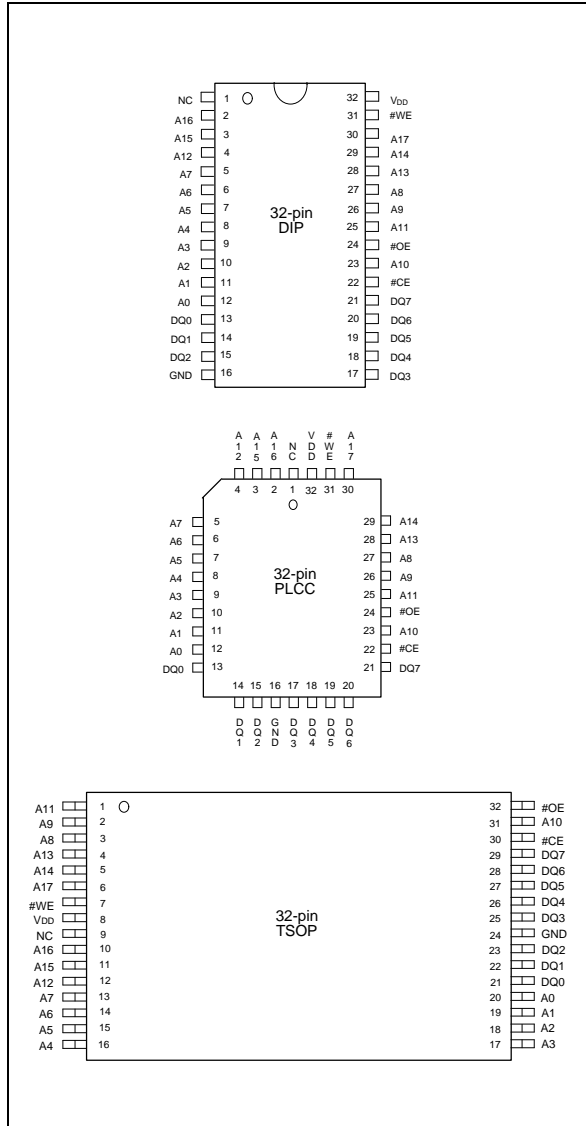 NC 1 32 VDD
A16 2 31 #WE
A15 3 30 A17
A12 4 29 A14
A7 5 28 A13
A6 6 27 A8
A5 7 26 A9
A4 8 25 A11
A3 9 24 #OE
A2 10 23 A10
A1 11 22 #CE
A0 12 21 DQ7
DQ0 13 20 DQ6
DQ1 14 19 DQ5
DQ2 15 18 DQ4
GND 16 17 DQ3
32-pin
DIP
A12 A15 A16 NC VDD #WE A17
4 3 2 1 32 31 30
A7 5 29 A14
A6 6 28 A13
A5 7 27 A8
A4 8 26 A9
A3 9 25 A11
A2 10 24 #OE
A1 11 23 A10
A0 12 22 #CE
DQ0 13 21 DQ7
32-pin
PLCC
14 15 16 17 18 19 20
DQ1 DQ2 GND DQ3 DQ4 DQ5 DQ6
A11 1 32 #OE
A9 2 31 A10
A8 3 30 #CE
A13 4 29 DQ7
A14 5 28 DQ6
A17 6 27 DQ5
#WE 7 26 DQ4
VDD 8 25 DQ3
NC 9 24 GND
A16 10 23 DQ2
A15 11 22 DQ1
A12 12 21 DQ0
A7 13 20 A0
A6 14 19 A1
A5 15 18 A2
A4 16 17 A3
32-pin
TSOP